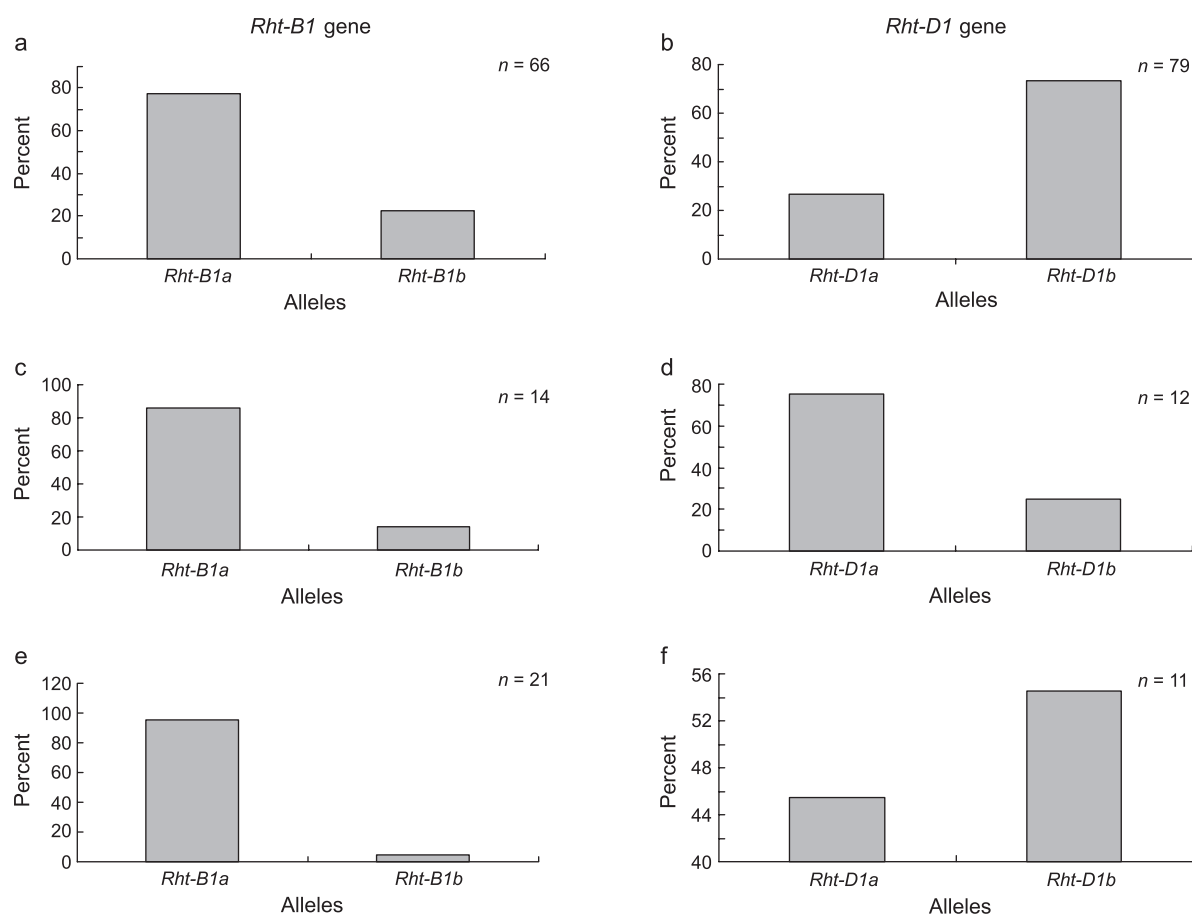 Rht-B1 gene
Rht-D1 gene
a
n = 66
80
60
40
20
0
Percent
Rht-B1a
Rht-B1b
Alleles
b
n = 79
80
60
40
20
0
Percent
Rht-D1a
Rht-D1b
Alleles
c
n = 14
100
80
60
40
20
0
Percent
Rht-B1a
Rht-B1b
Alleles
d
n = 12
80
60
40
20
0
Percent
Rht-D1a
Rht-D1b
Alleles
e
n = 21
120
100
80
60
40
20
0
Percent
Rht-B1a
Rht-B1b
Alleles
f
n = 11
56
52
48
44
40
Percent
Rht-D1a
Rht-D1b
Alleles